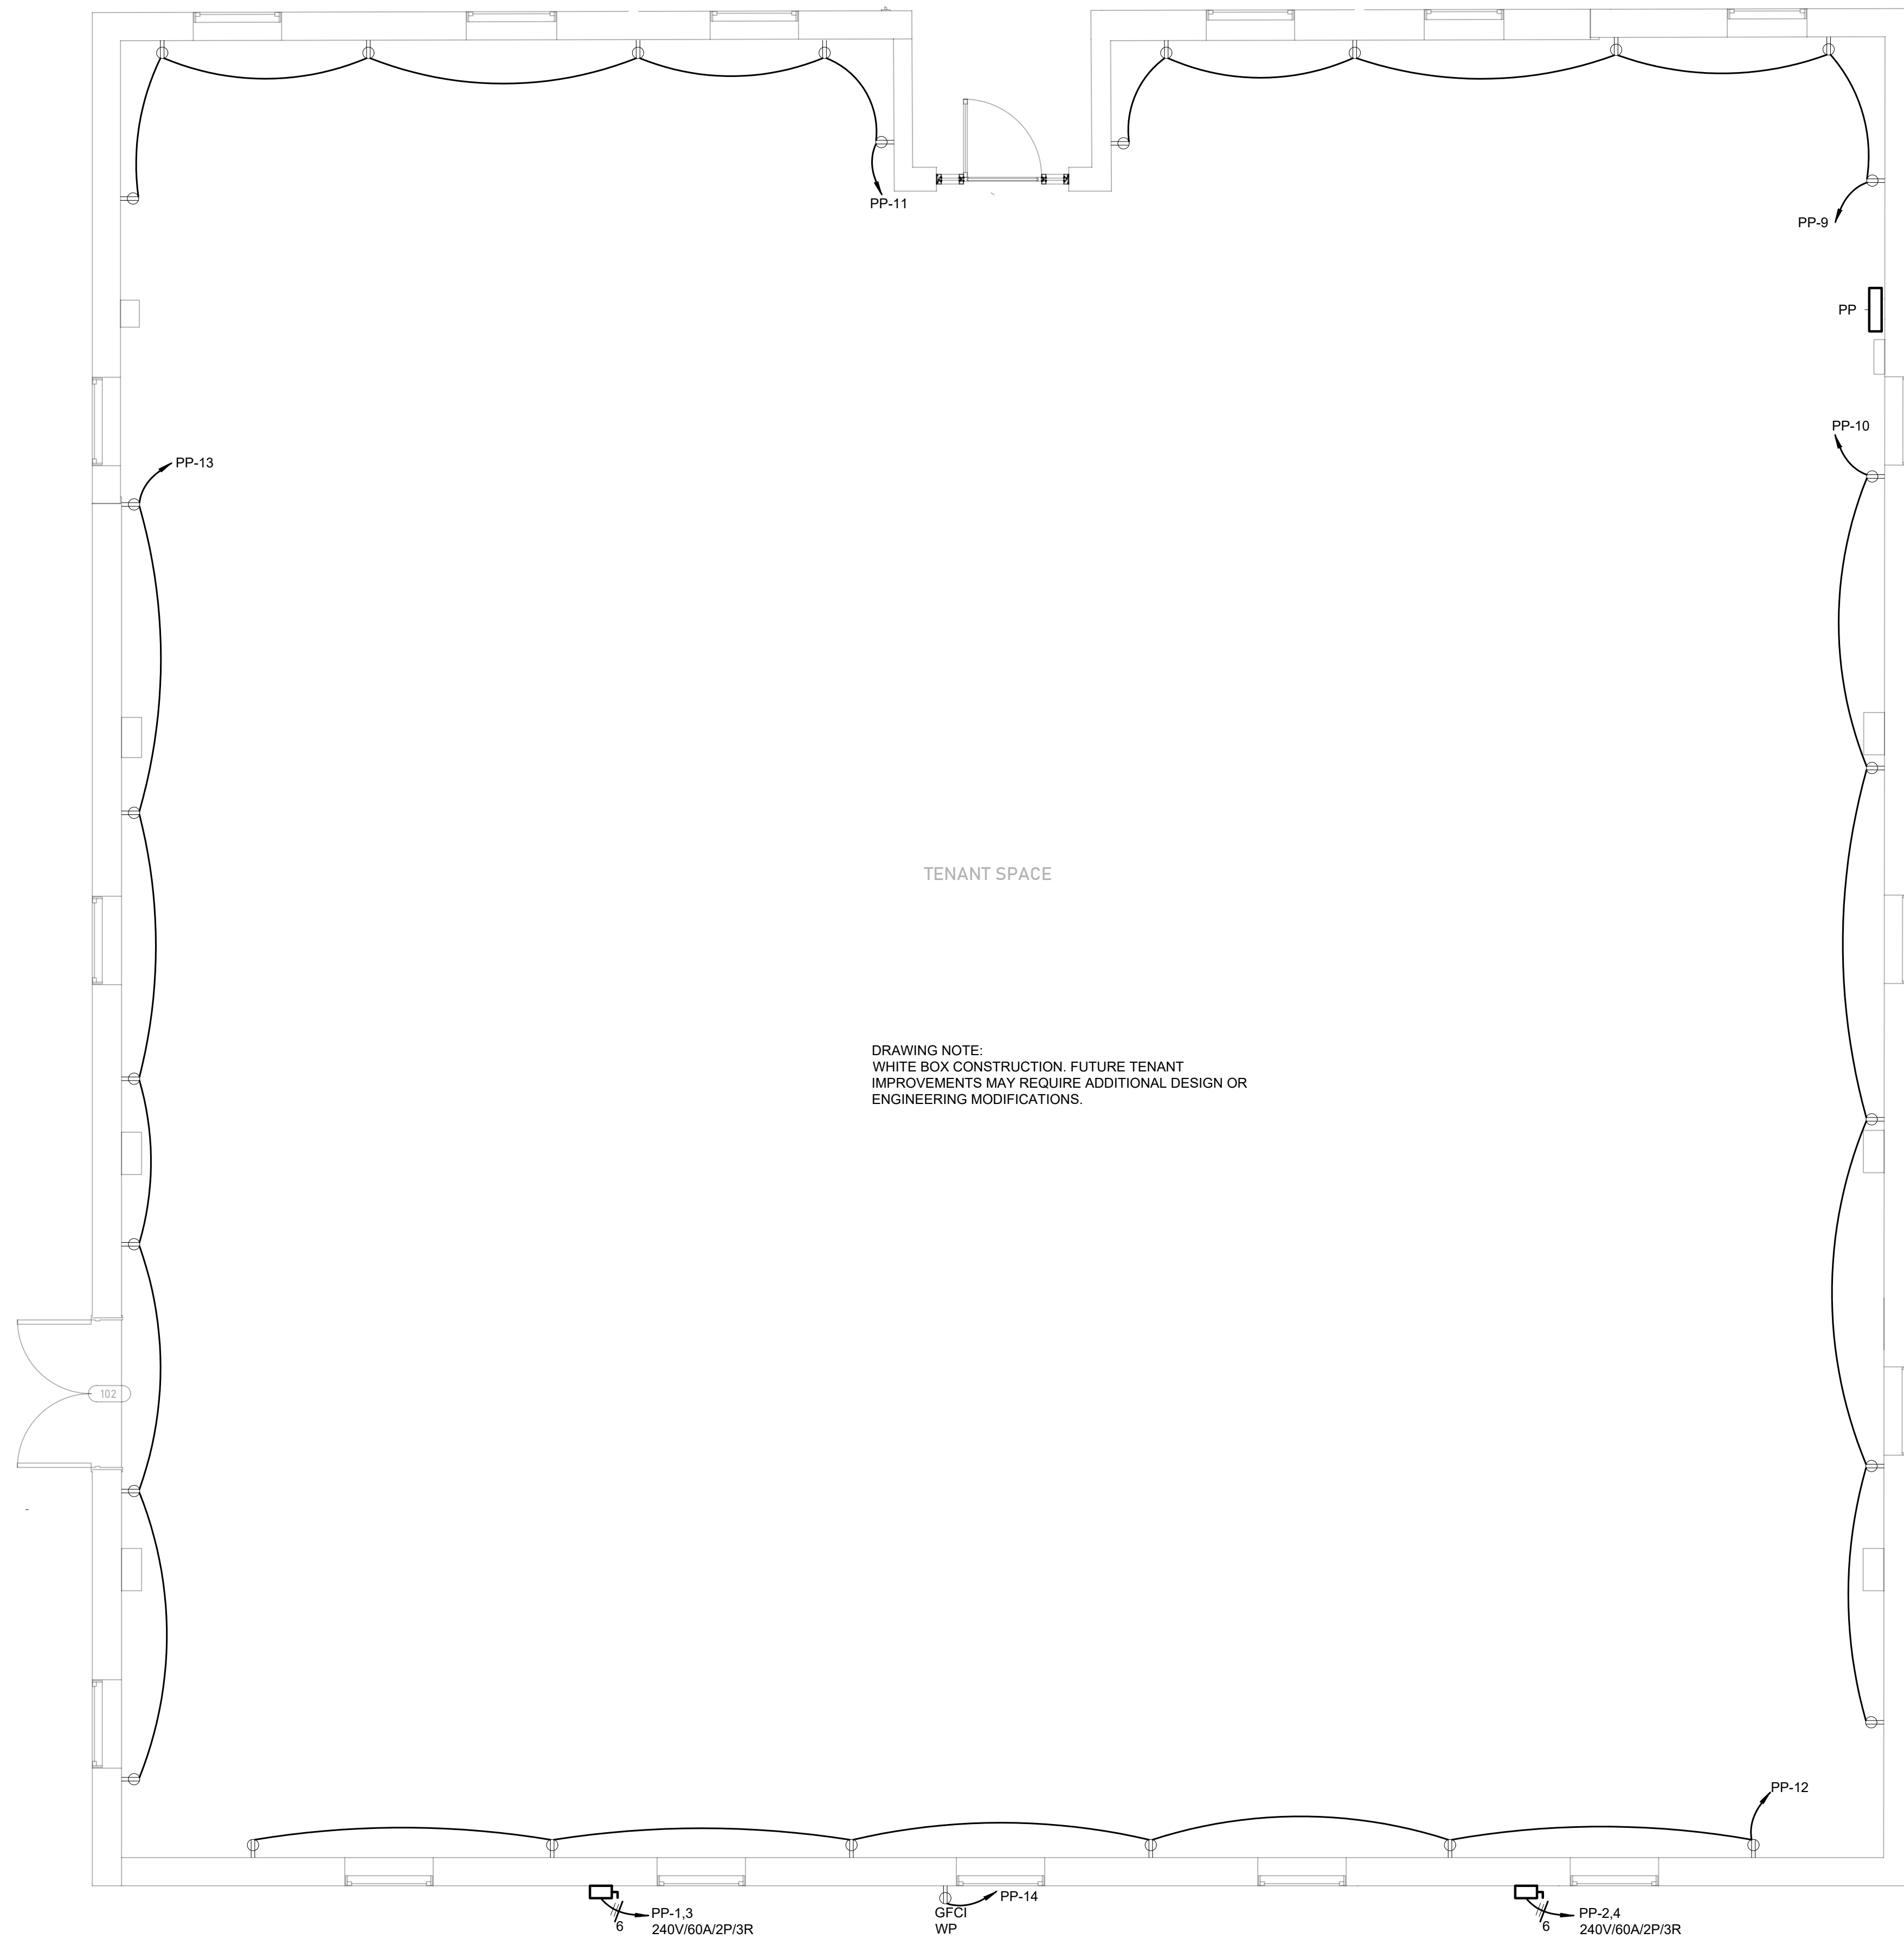 PP-11
PP-9
PP
PP-10
PP-13
TENANT SPACE
DRAWING NOTE:
WHITE BOX CONSTRUCTION. FUTURE TENANT
IMPROVEMENTS MAY REQUIRE ADDITIONAL DESIGN OR
ENGINEERING MODIFICATIONS.
102
PP-12
PP-14
GFCI
WP
6
PP-1,3
240V/60A/2P/3R
6
PP-2,4
240V/60A/2P/3R